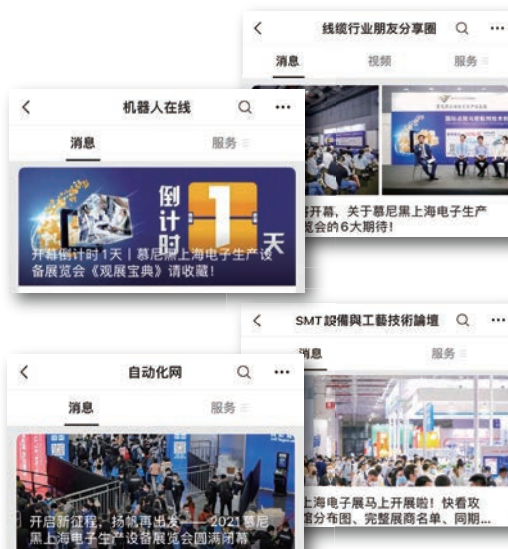 线缆行业朋友分享圈
消息 视频 服务
开幕，关于慕尼黑上海电子生产
览会的6大期待！
机器人在线
消息 服务
倒计时1天
开幕倒计时1天丨慕尼黑上海电子生产设
备展览会《观展宝典》请收藏！
SMT設備與工藝技術論壇
消息 服务
上海电子展马上开展啦！快看攻
馆分布图、完整展商名单、同期...
自动化网
消息 服务
开启新征程，扬帆再出发——2021慕尼
黑上海电子生产设备展览会圆满闭幕